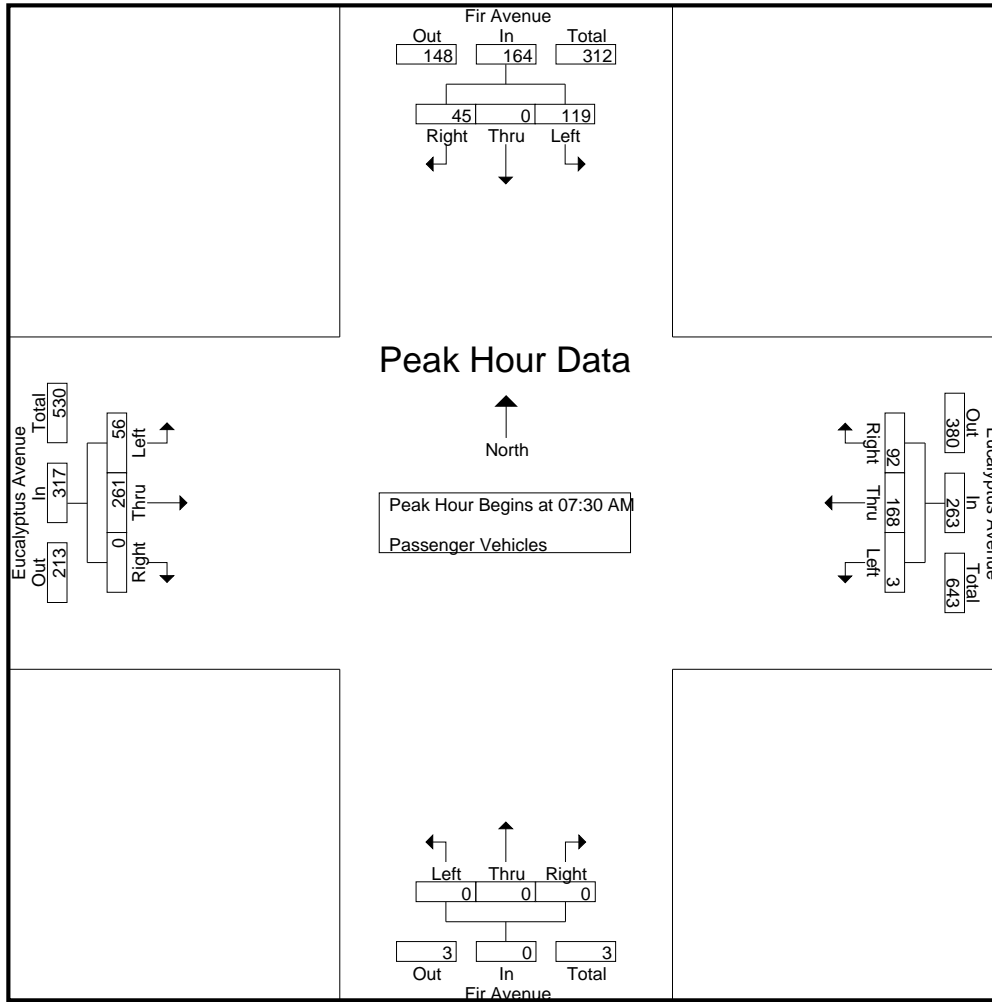 Fir Avenue
Out In Total
148 164 312
45 0 119
Right Thru Left
Peak Hour Data
North
Peak Hour Begins at 07:30 AM
Passenger Vehicles
Eucalyptus Avenue
Total In Out
530 317 213
56 261 0
Left Thru Right
Eucalyptus Avenue
Out In Total
380 263 643
92 168 3
Right Thru Left
Left Thru Right
0 0 0
3 0 3
Out In Total
Fir Avenue